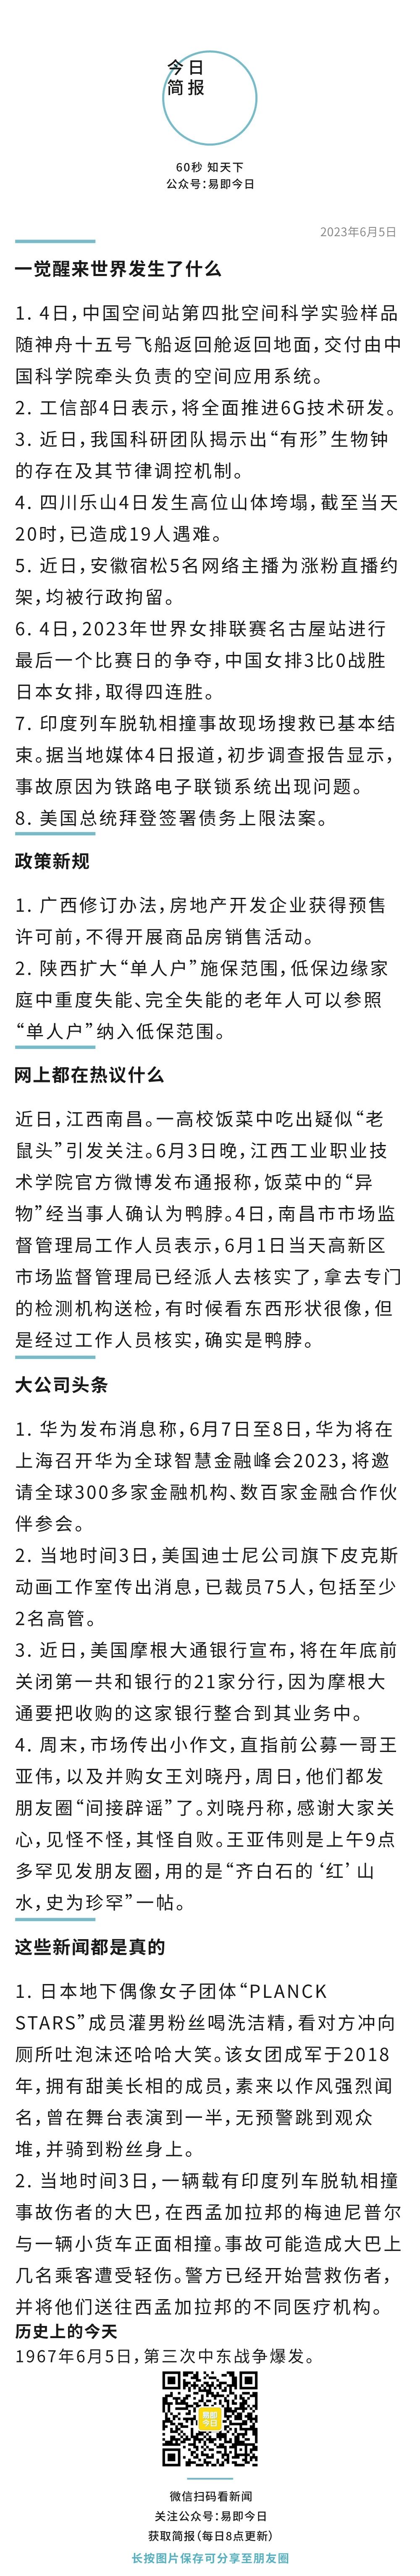 今日
简报
60秒 知天下
公众号：易即今日
2023年6月5日
一觉醒来世界发生了什么
1. 4日，中国空间站第四批空间科学实验样品
随神舟十五号飞船返回舱返回地面，交付由中
国科学院牵头负责的空间应用系统。
2. 工信部4日表示，将全面推进6G技术研发。
3. 近日，我国科研团队揭示出“有形”生物钟
的存在及其节律调控机制。
4. 四川乐山4日发生高位山体垮塌，截至当天
20时，已造成19人遇难。
5. 近日，安徽宿松5名网络主播为涨粉直播约
架，均被行政拘留。
6. 4日，2023年世界女排联赛名古屋站进行
最后一个比赛日的争夺，中国女排3比0战胜
日本女排，取得四连胜。
7. 印度列车脱轨相撞事故现场搜救已基本结
束。据当地媒体4日报道，初步调查报告显示，
事故原因为铁路电子联锁系统出现问题。
8. 美国总统拜登签署债务上限法案。
政策新规
1. 广西修订办法，房地产开发企业获得预售
许可前，不得开展商品房销售活动。
2. 陕西扩大“单人户”施保范围，低保边缘家
庭中重度失能、完全失能的老年人可以参照
“单人户”纳入低保范围。
网上都在热议什么
近日，江西南昌。一高校饭菜中吃出疑似“老
鼠头”引发关注。6月3日晚，江西工业职业技
术学院官方微博发布通报称，饭菜中的“异
物”经当事人确认为鸭脖。4日，南昌市市场监
督管理局工作人员表示，6月1日当天高新区
市场监督管理局已经派人去核实了，拿去专门
的检测机构送检，有时候看东西形状很像，但
是经过工作人员核实，确实是鸭脖。
大公司头条
1. 华为发布消息称，6月7日至8日，华为将在
上海召开华为全球智慧金融峰会2023，将邀
请全球300多家金融机构、数百家金融合作伙
伴参会。
2. 当地时间3日，美国迪士尼公司旗下皮克斯
动画工作室传出消息，已裁员75人，包括至少
2名高管。
3. 近日，美国摩根大通银行宣布，将在年底前
关闭第一共和银行的21家分行，因为摩根大
通要把收购的这家银行整合到其业务中。
4. 周末，市场传出小作文，直指前公募一哥王
亚伟，以及并购女王刘晓丹，周日，他们都发
朋友圈“间接辟谣”了。刘晓丹称，感谢大家关
心，见怪不怪，其怪自败。王亚伟则是上午9点
多罕见发朋友圈，用的是“齐白石的‘红’山
水，史为珍罕”一帖。
这些新闻都是真的
1. 日本地下偶像女子团体“PLANCK
STARS”成员灌男粉丝喝洗洁精，看对方冲向
厕所吐泡沫还哈哈大笑。该女团成军于2018
年，拥有甜美长相的成员，素来以作风强烈闻
名，曾在舞台表演到一半，无预警跳到观众
堆，并骑到粉丝身上。
2. 当地时间3日，一辆载有印度列车脱轨相撞
事故伤者的大巴，在西孟加拉邦的梅迪尼普尔
与一辆小货车正面相撞。事故可能造成大巴上
几名乘客遭受轻伤。警方已经开始营救伤者，
并将他们送往西孟加拉邦的不同医疗机构。
历史上的今天
1967年6月5日，第三次中东战争爆发。
易即
今日
微信扫码看新闻
关注公众号：易即今日
获取简报（每日8点更新）
长按图片保存可分享至朋友圈